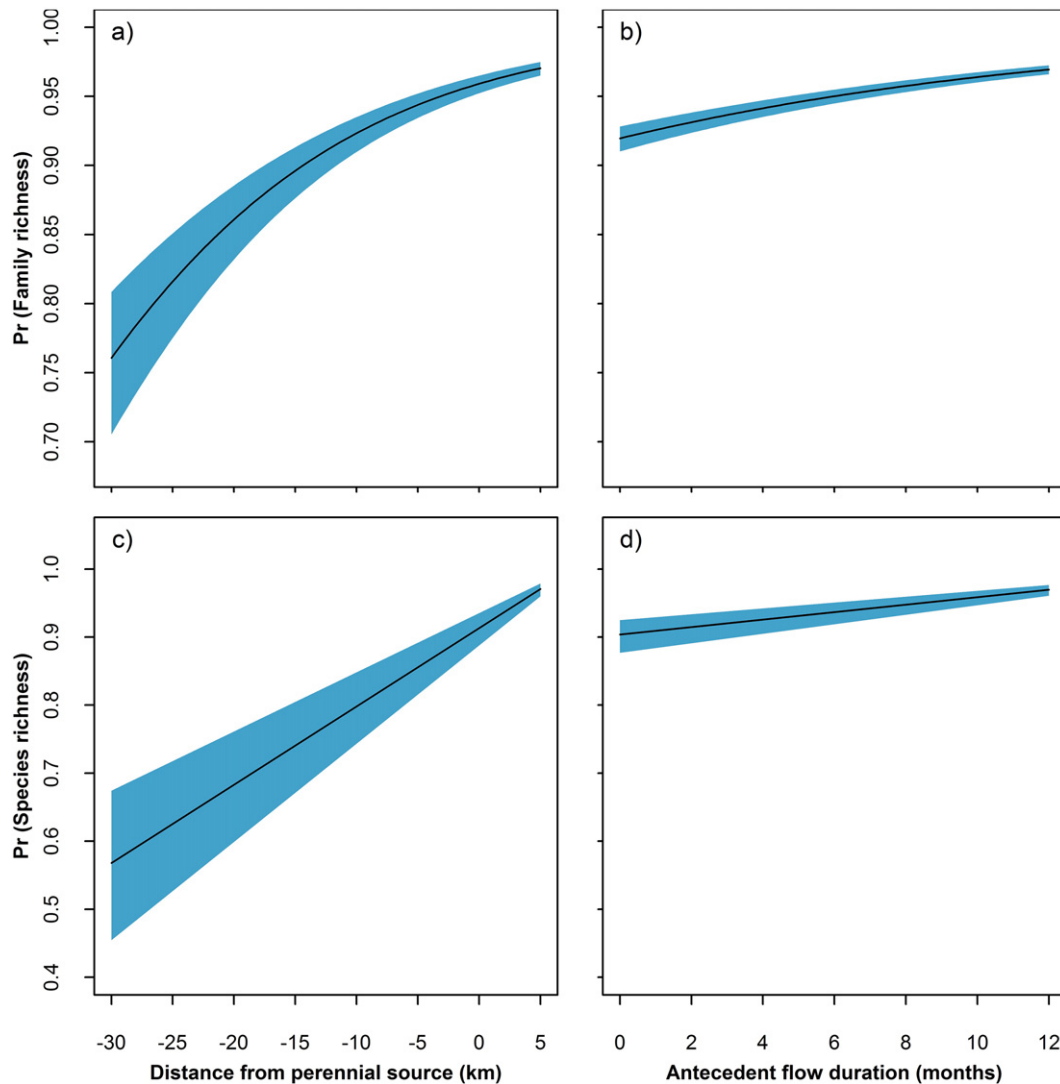 a)
b)
Pr (Family richness)
1.00
0.95
0.90
0.85
0.80
0.75
0.70
c)
d)
Pr (Species richness)
1.0
0.9
0.8
0.7
0.6
0.5
0.4
-30 -25 -20 -15 -10 -5 0 5
0 2 4 6 8 10 12
Distance from perennial source (km)
Antecedent flow duration (months)